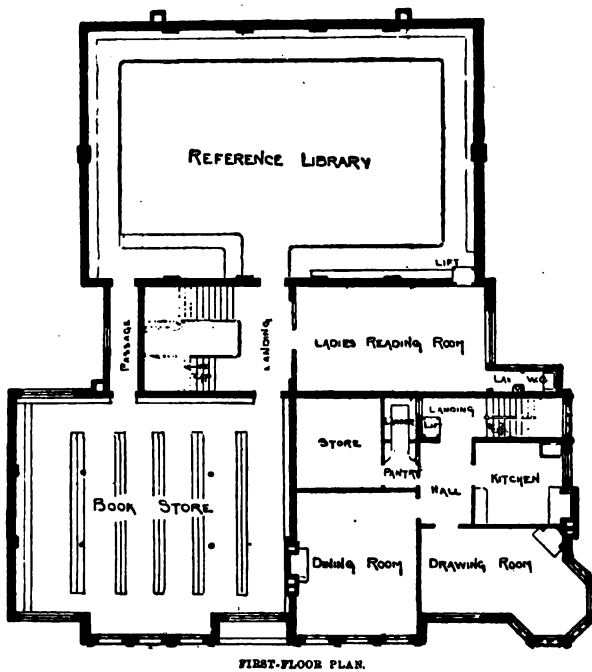 REFERENCE LIBRARY
LIFT
PASSAGE
LANDING
LADIES READING ROOM
LAV W.C.
LANDING
UP
LIFT
STORE
PANTRY
HALL
KITCHEN
BOOK STORE
DINING ROOM
DRAWING ROOM
FIRST-FLOOR PLAN.